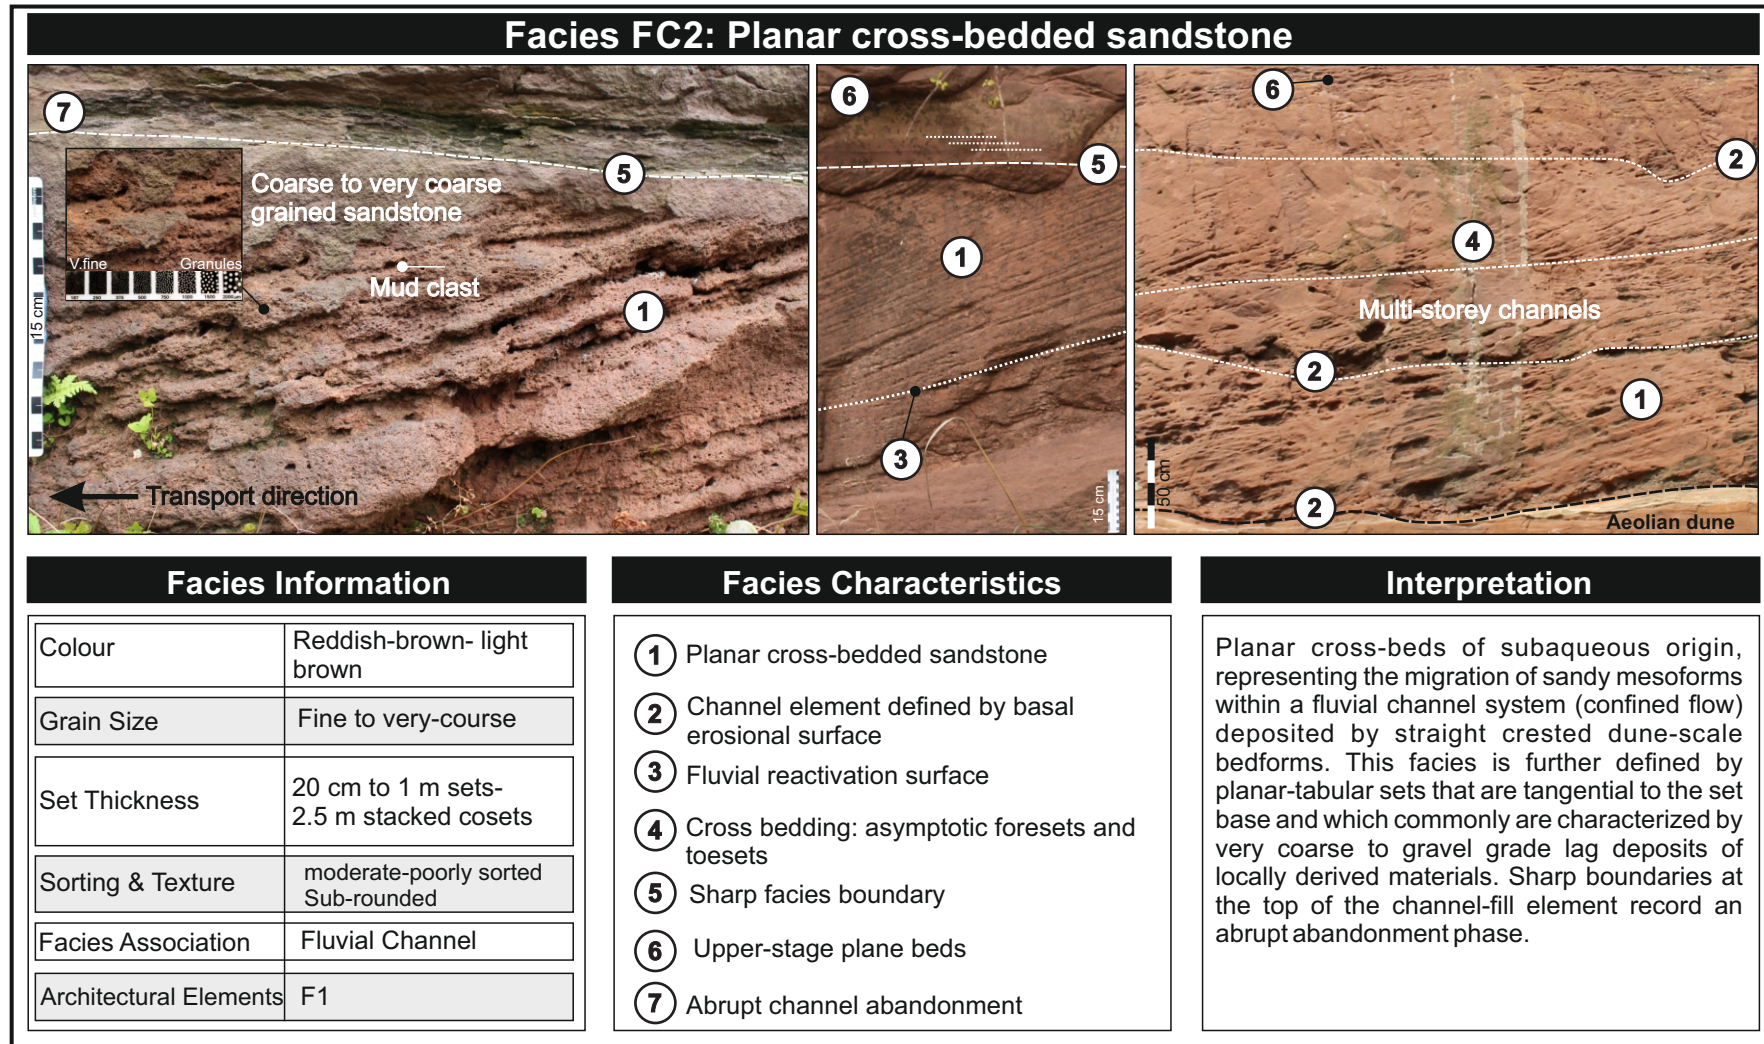 Facies FC2: Planar cross-bedded sandstone
7
5
Coarse to very coarse
grained sandstone
V.fine
Granules
Mud clast
1
15 cm
Transport direction
6
5
1
3
15 cm
6
2
4
Multi-storey channels
2
1
50 cm
2
Aeolian dune
Facies Information
Colour
Reddish-brown- light
brown
Grain Size
Fine to very-course
Set Thickness
20 cm to 1 m sets-
2.5 m stacked cosets
Sorting & Texture
moderate-poorly sorted
Sub-rounded
Facies Association
Fluvial Channel
Architectural Elements
F1
Facies Characteristics
1 Planar cross-bedded sandstone
2 Channel element defined by basal
erosional surface
3 Fluvial reactivation surface
4 Cross bedding: asymptotic foresets and
toesets
5 Sharp facies boundary
6 Upper-stage plane beds
7 Abrupt channel abandonment
Interpretation
Planar cross-beds of subaqueous origin,
representing the migration of sandy mesoforms
within a fluvial channel system (confined flow)
deposited by straight crested dune-scale
bedforms. This facies is further defined by
planar-tabular sets that are tangential to the set
base and which commonly are characterized by
very coarse to gravel grade lag deposits of
locally derived materials. Sharp boundaries at
the top of the channel-fill element record an
abrupt abandonment phase.